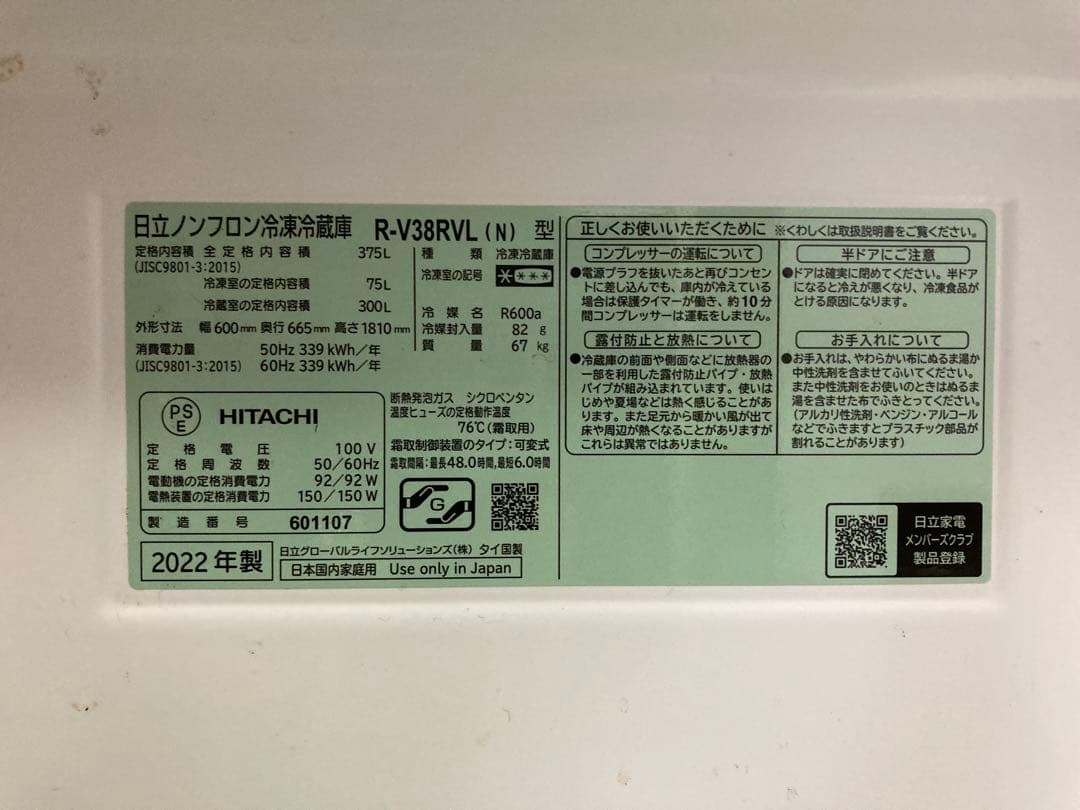 日立ノンフロン冷凍冷蔵庫 R-V38RVL (N) 型
定格内容積 全定格内容積 375L
(JISC9801-3:2015)
冷凍室の定格内容積 75L
冷蔵室の定格内容積 300L
外形寸法 幅600mm 奥行665mm 高さ1810mm
消費電力量 50Hz 339kWh/年
(JISC9801-3:2015) 60Hz 339kWh/年
種類 冷凍冷蔵庫
冷凍室の記号 ****
冷媒名 R600a
冷媒封入量 82g
質量 67kg
PSE HITACHI
定格電圧 100V
定格周波数 50/60Hz
電動機の定格消費電力 92/92W
電熱装置の定格消費電力 150/150W
製造番号 601107
断熱発泡ガス シクロペンタン
温度ヒューズの定格動作温度
76℃(霜取用)
霜取制御装置のタイプ:可変式
霜取間隔:最長48.0時間,最短6.0時間
G
2022年製
日立グローバルライフソリューションズ(株) タイ国製
日本国内家庭用 Use only in Japan
正しくお使いいただくために ※くわしくは取扱説明書をご覧ください。
コンプレッサーの運転について
●電源プラフを抜いたあと再びコンセン
トに差し込んでも、庫内が冷えている
場合は保護タイマーが働き、約10分
間コンプレッサーは運転をしません。
露付防止と放熱について
●冷蔵庫の前面や側面などに放熱器の
一部を利用した露付防止パイプ・放熱
パイプが組み込まれています。使いは
じめや夏場などは熱く感じることがあ
ります。また足元から暖かい風が出て
床や周辺が熱くなることがありますが
これらは異常ではありません。
半ドアにご注意
●ドアは確実に閉めてください。半ドア
になると冷えが悪くなり、冷凍食品が
とける原因になります。
お手入れについて
●お手入れは、やわらかい布にぬるま湯か
中性洗剤を含ませてふいてください。
また中性洗剤をお使いのときはぬるま
湯を含ませた布でふきとってください。
(アルカリ性洗剤・ベンジン・アルコール
などでふきますとプラスチック部品が
割れることがあります)
日立家電
メンバーズクラブ
製品登録